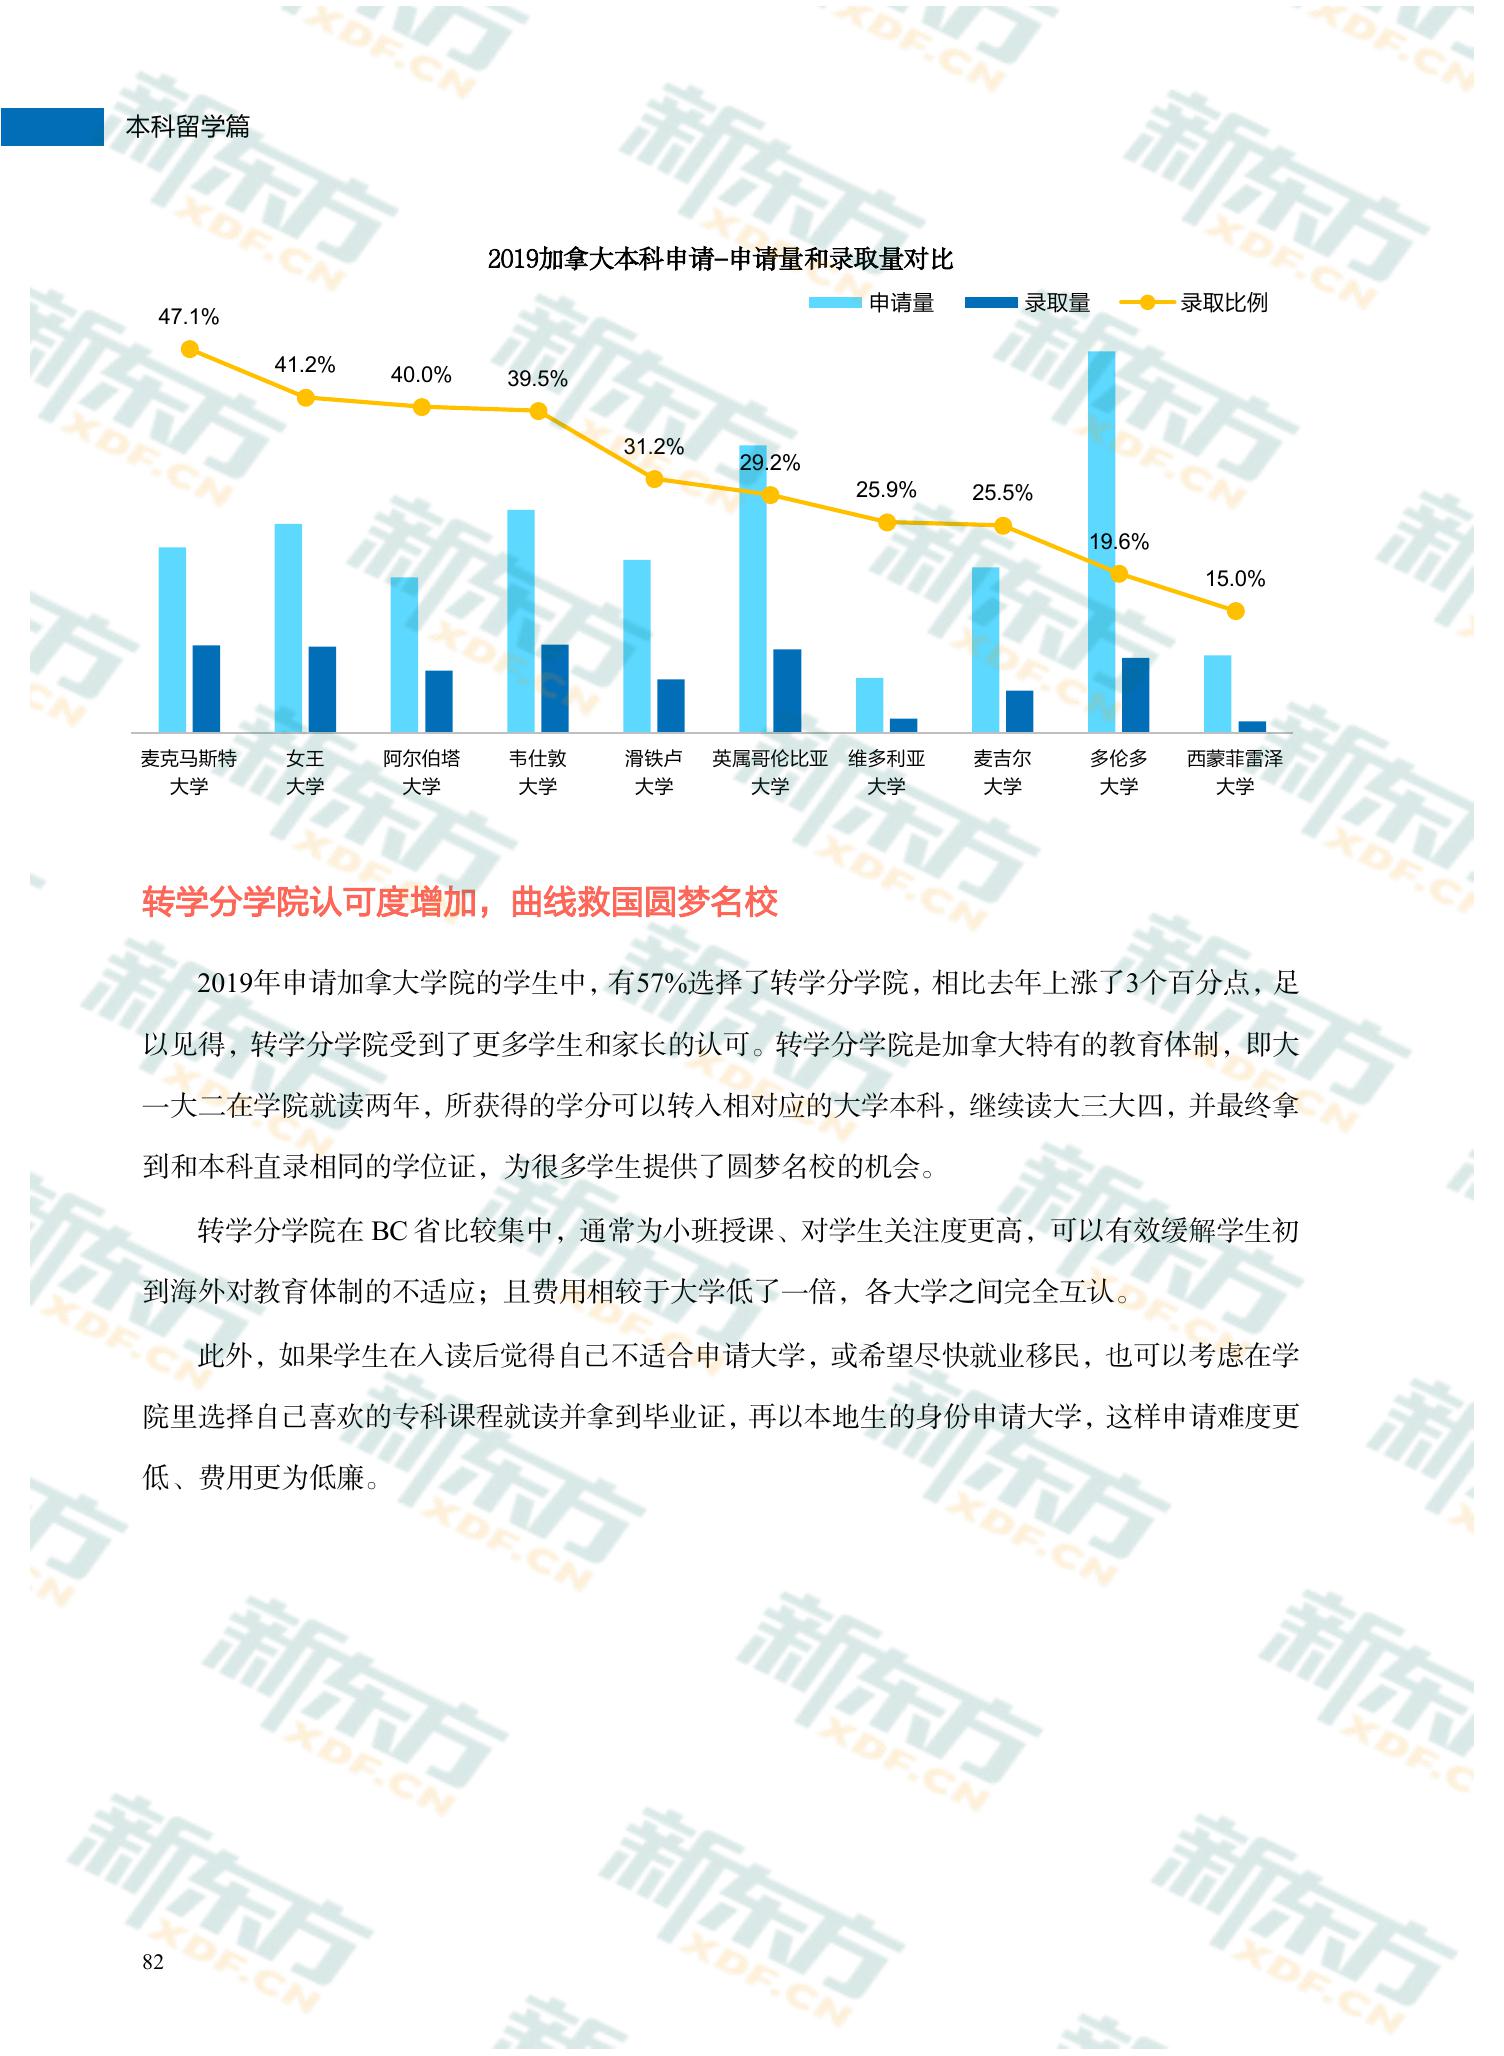 本科留学篇
2019加拿大本科申请-申请量和录取量对比
申请量 录取量 录取比例
47.1%
41.2%
40.0%
39.5%
31.2%
29.2%
25.9%
25.5%
19.6%
15.0%
麦克马斯特 女王 阿尔伯塔 韦仕敦 滑铁卢 英属哥伦比亚 维多利亚 麦吉尔 多伦多 西蒙菲雷泽
大学 大学 大学 大学 大学 大学 大学 大学 大学 大学
转学分学院认可度增加，曲线救国圆梦名校
2019年申请加拿大学院的学生中，有57%选择了转学分学院，相比去年上涨了3个百分点，足
以见得，转学分学院受到了更多学生和家长的认可。转学分学院是加拿大特有的教育体制，即大
一大二在学院就读两年，所获得的学分可以转入相对应的大学本科，继续读大三大四，并最终拿
到和本科直录相同的学位证，为很多学生提供了圆梦名校的机会。
转学分学院在 BC 省比较集中，通常为小班授课、对学生关注度更高，可以有效缓解学生初
到海外对教育体制的不适应；且费用相较于大学低了一倍，各大学之间完全互认。
此外，如果学生在入读后觉得自己不适合申请大学，或希望尽快就业移民，也可以考虑在学
院里选择自己喜欢的专科课程就读并拿到毕业证，再以本地生的身份申请大学，这样申请难度更
低、费用更为低廉。
82
新东方
XDF.CN